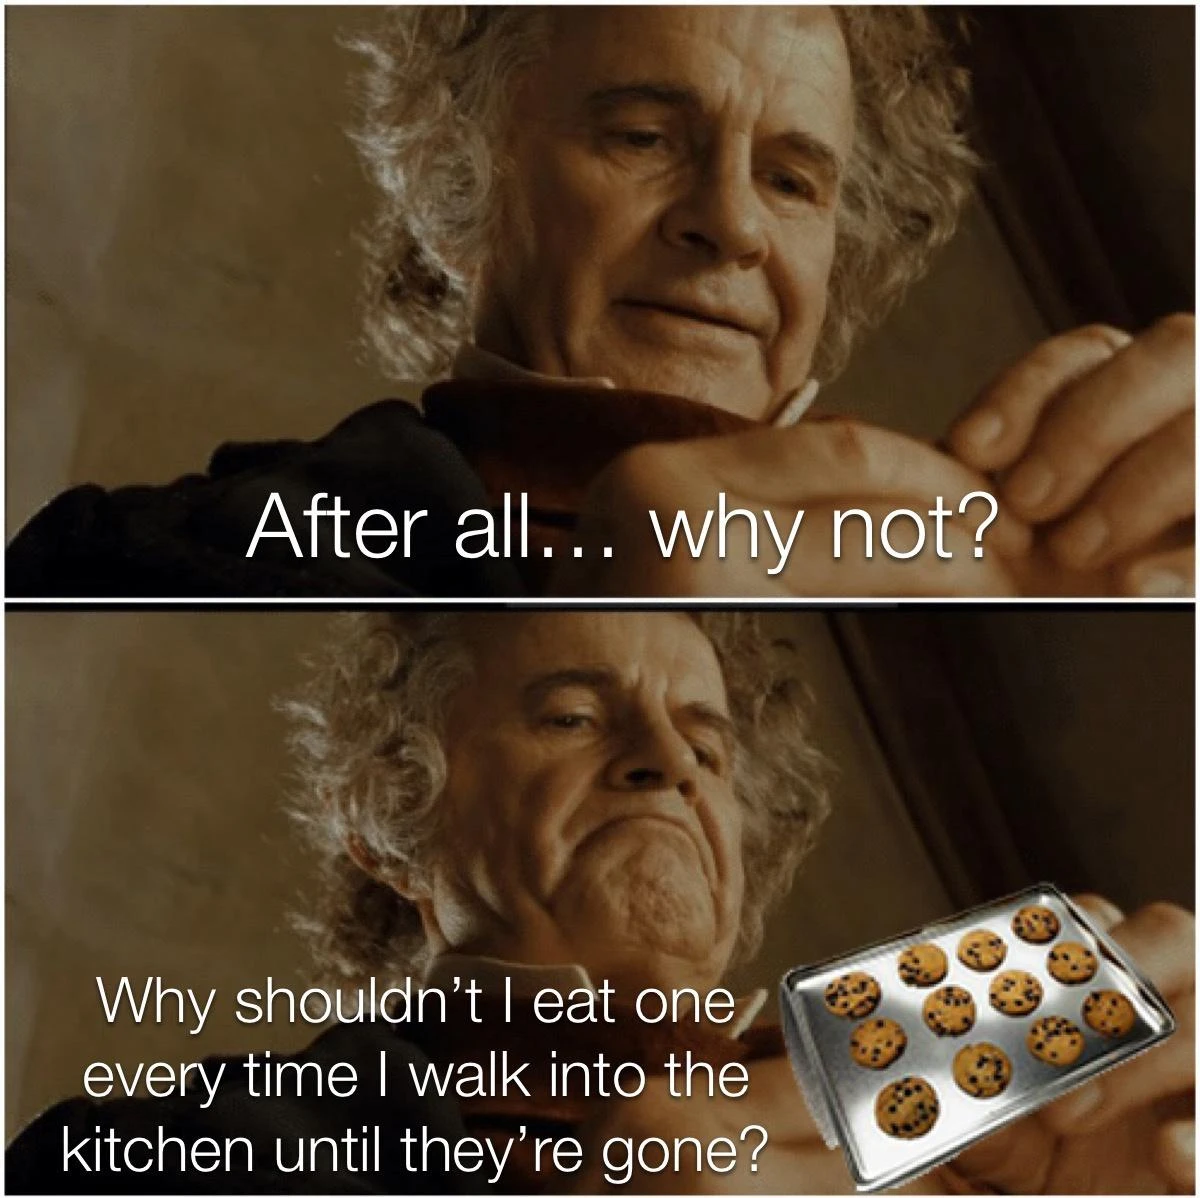 After all… why not?
Why shouldn’t I eat one
every time I walk into the
kitchen until they’re gone?